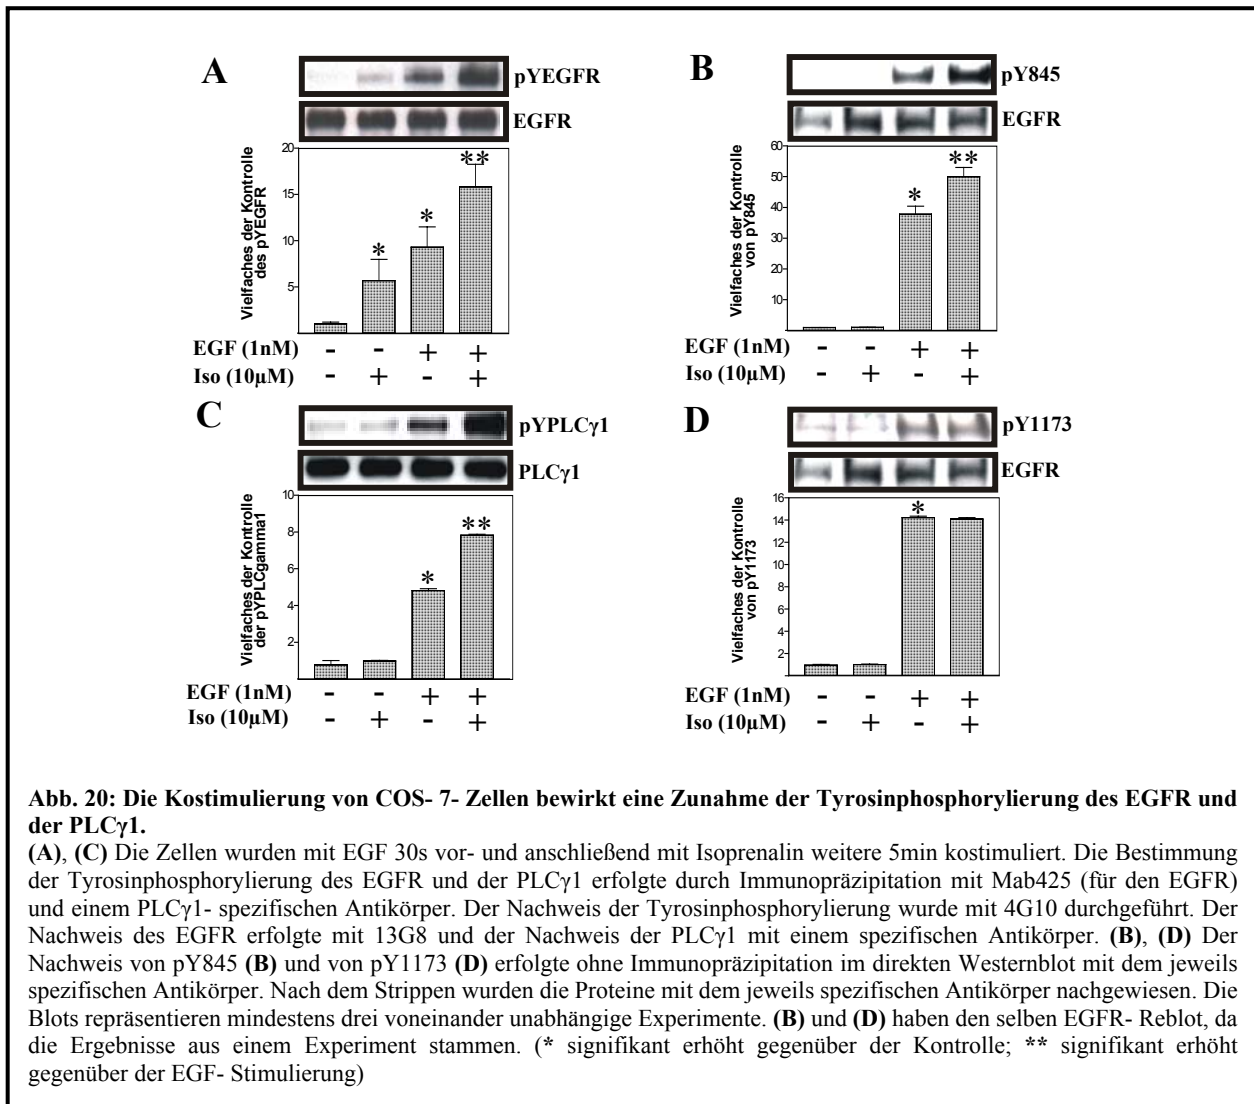 A
pYEGFR
EGFR
20
15
10
5
Vielfaches der Kontrolle
des pYEGFR
*
*
**
EGF (1nM) - - + +
Iso (10µM) - + - +
B
pY845
EGFR
60
50
40
30
20
10
Vielfaches der Kontrolle
von pY845
*
**
EGF (1nM) - - + +
Iso (10µM) - + - +
C
pYPLCγ1
PLCγ1
10
8
6
4
2
Vielfaches der Kontrolle
der pYPLCgamma1
*
**
EGF (1nM) - - + +
Iso (10µM) - + - +
D
pY1173
EGFR
16
14
12
10
8
6
4
2
Vielfaches der Kontrolle
von pY1173
*
EGF (1nM) - - + +
Iso (10µM) - + - +
Abb. 20: Die Kostimulierung von COS- 7- Zellen bewirkt eine Zunahme der Tyrosinphosphorylierung des EGFR und
der PLCγ1.
(A), (C) Die Zellen wurden mit EGF 30s vor- und anschließend mit Isoprenalin weitere 5min kostimuliert. Die Bestimmung
der Tyrosinphosphorylierung des EGFR und der PLCγ1 erfolgte durch Immunopräzipitation mit Mab425 (für den EGFR)
und einem PLCγ1- spezifischen Antikörper. Der Nachweis der Tyrosinphosphorylierung wurde mit 4G10 durchgeführt. Der
Nachweis des EGFR erfolgte mit 13G8 und der Nachweis der PLCγ1 mit einem spezifischen Antikörper. (B), (D) Der
Nachweis von pY845 (B) und von pY1173 (D) erfolgte ohne Immunopräzipitation im direkten Westernblot mit dem jeweils
spezifischen Antikörper. Nach dem Strippen wurden die Proteine mit dem jeweils spezifischen Antikörper nachgewiesen. Die
Blots repräsentieren mindestens drei voneinander unabhängige Experimente. (B) und (D) haben den selben EGFR- Reblot, da
die Ergebnisse aus einem Experiment stammen. (* signifikant erhöht gegenüber der Kontrolle; ** signifikant erhöht
gegenüber der EGF- Stimulierung)